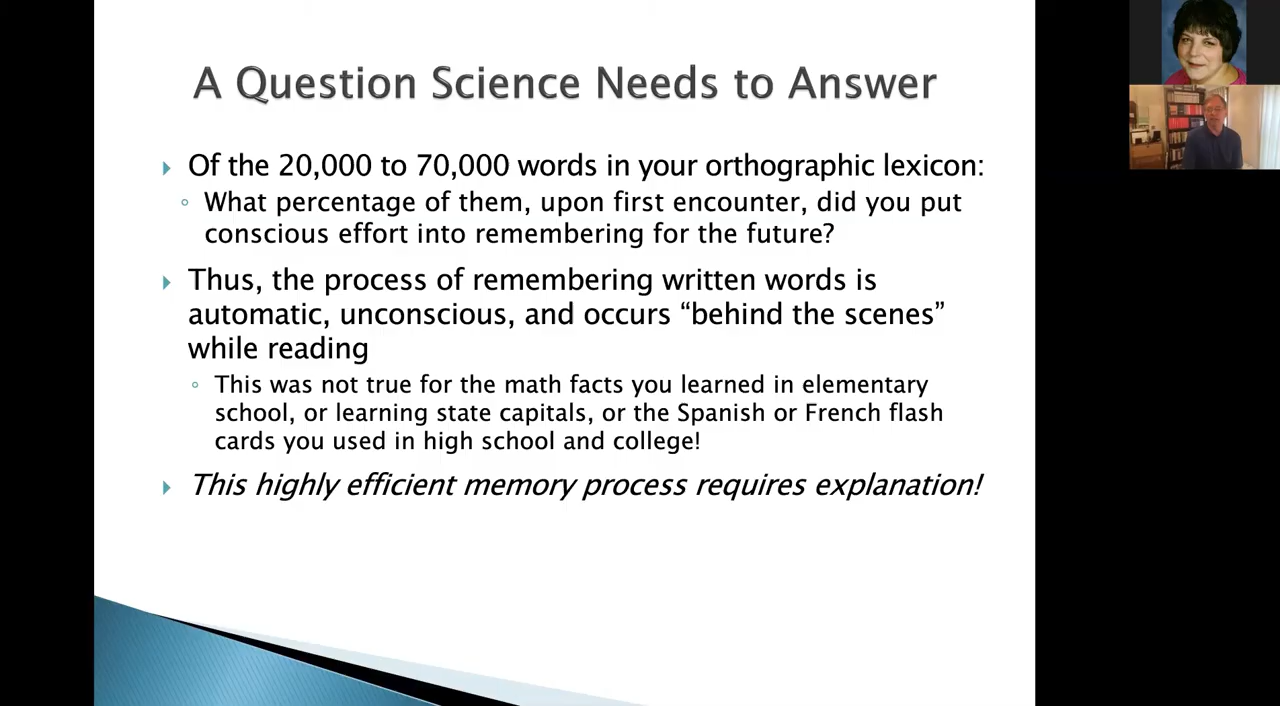 A Question Science Needs to Answer
Of the 20,000 to 70,000 words in your orthographic lexicon:
What percentage of them, upon first encounter, did you put
conscious effort into remembering for the future?
Thus, the process of remembering written words is
automatic, unconscious, and occurs “behind the scenes”
while reading
This was not true for the math facts you learned in elementary
school, or learning state capitals, or the Spanish or French flash
cards you used in high school and college!
This highly efficient memory process requires explanation!